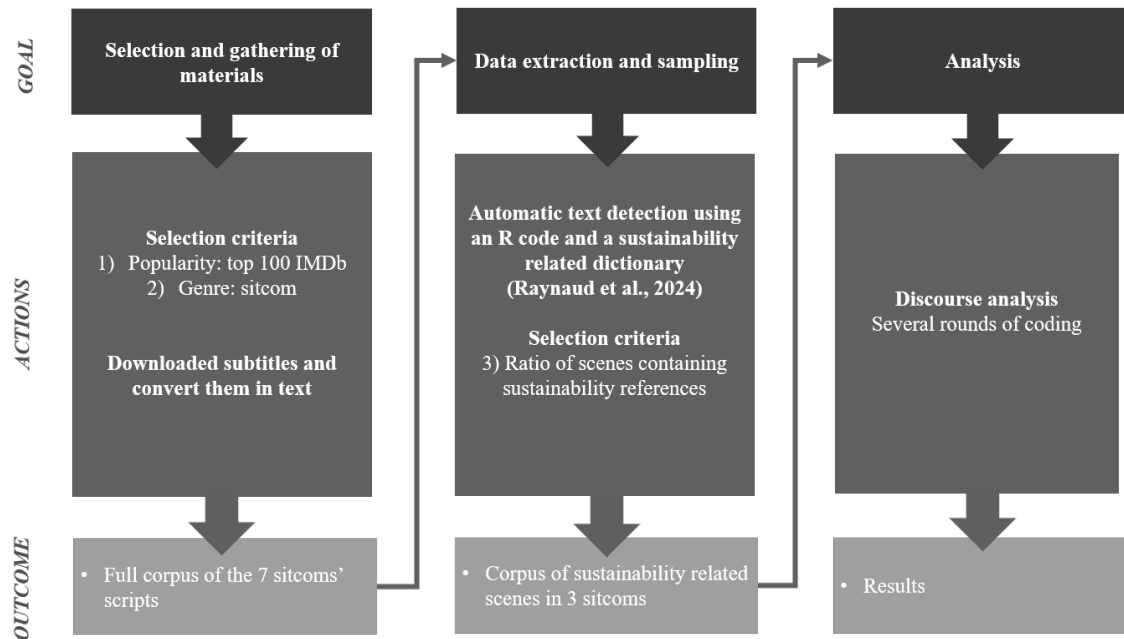 GOAL
Selection and gathering of
materials
Data extraction and sampling
Analysis
ACTIONS
Selection criteria
1) Popularity: top 100 IMDb
2) Genre: sitcom
Downloaded subtitles and
convert them in text
Automatic text detection using
an R code and a sustainability
related dictionary
(Raynaud et al., 2024)
Selection criteria
3) Ratio of scenes containing
sustainability references
Discourse analysis
Several rounds of coding
OUTCOME
• Full corpus of the 7 sitcoms’
scripts
• Corpus of sustainability related
scenes in 3 sitcoms
• Results